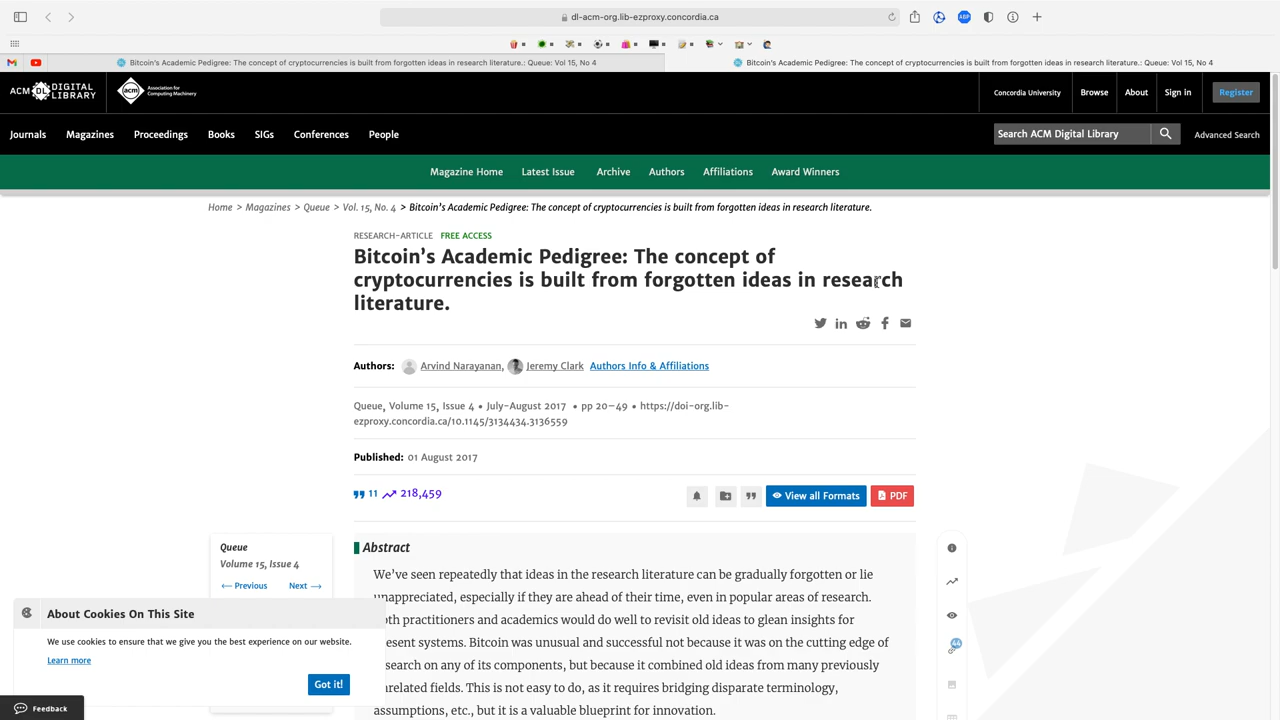 dl-acm-org.lib-ezproxy.concordia.ca
Bitcoin's Academic Pedigree: The concept of cryptocurrencies is built from forgotten ideas in research literature.: Queue: Vol 15, No 4
Bitcoin's Academic Pedigree: The concept of cryptocurrencies is built from forgotten ideas in research literature.: Queue: Vol 15, No 4
ACM DL DIGITAL LIBRARY
acm Association for Computing Machinery
Concordia University
Browse
About
Sign in
Register
Journals
Magazines
Proceedings
Books
SIGs
Conferences
People
Search ACM Digital Library
Advanced Search
Magazine Home
Latest Issue
Archive
Authors
Affiliations
Award Winners
Home > Magazines > Queue > Vol. 15, No. 4 > Bitcoin's Academic Pedigree: The concept of cryptocurrencies is built from forgotten ideas in research literature.
RESEARCH-ARTICLE FREE ACCESS
Bitcoin's Academic Pedigree: The concept of
cryptocurrencies is built from forgotten ideas in research
literature.
Authors: Arvind Narayanan, Jeremy Clark Authors Info & Affiliations
Queue, Volume 15, Issue 4 • July-August 2017 • pp 20–49 • https://doi-org.lib-
ezproxy.concordia.ca/10.1145/3134434.3136559
Published: 01 August 2017
11 218,459
View all Formats
PDF
Queue
Volume 15, Issue 4
Previous
Next
Abstract
We've seen repeatedly that ideas in the research literature can be gradually forgotten or lie
unappreciated, especially if they are ahead of their time, even in popular areas of research.
oth practitioners and academics would do well to revisit old ideas to glean insights for
esent systems. Bitcoin was unusual and successful not because it was on the cutting edge of
search on any of its components, but because it combined old ideas from many previously
nrelated fields. This is not easy to do, as it requires bridging disparate terminology,
assumptions, etc., but it is a valuable blueprint for innovation.
44
About Cookies On This Site
We use cookies to ensure that we give you the best experience on our website.
Learn more
Got it!
Feedback
ABP